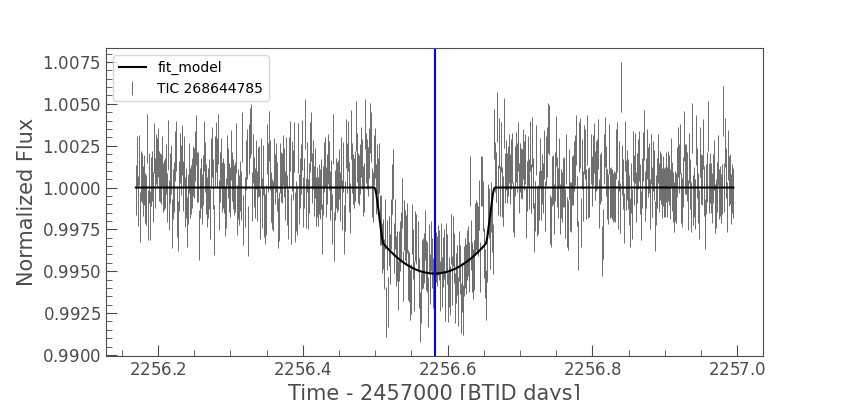 fit_model
TIC 268644785
1.0075
1.0050
1.0025
1.0000
0.9975
0.9950
0.9925
0.9900
Normalized Flux
2256.2 2256.4 2256.6 2256.8 2257.0
Time - 2457000 [BTJD days]